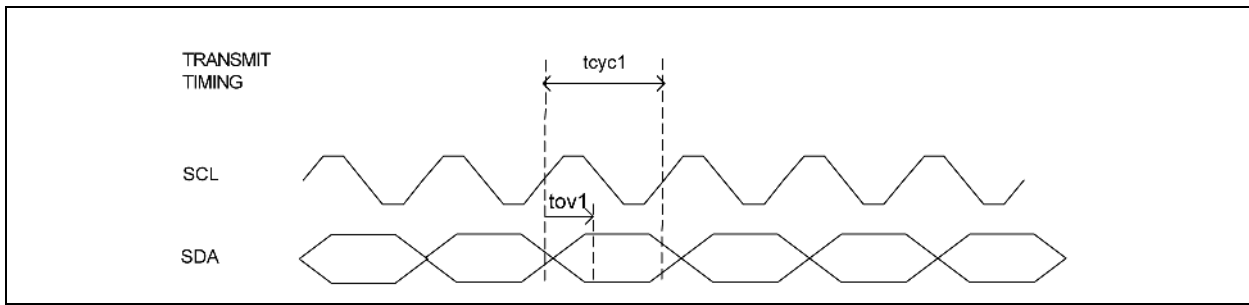 TRANSMIT
TIMING
tcyc1
SCL
tov1
SDA